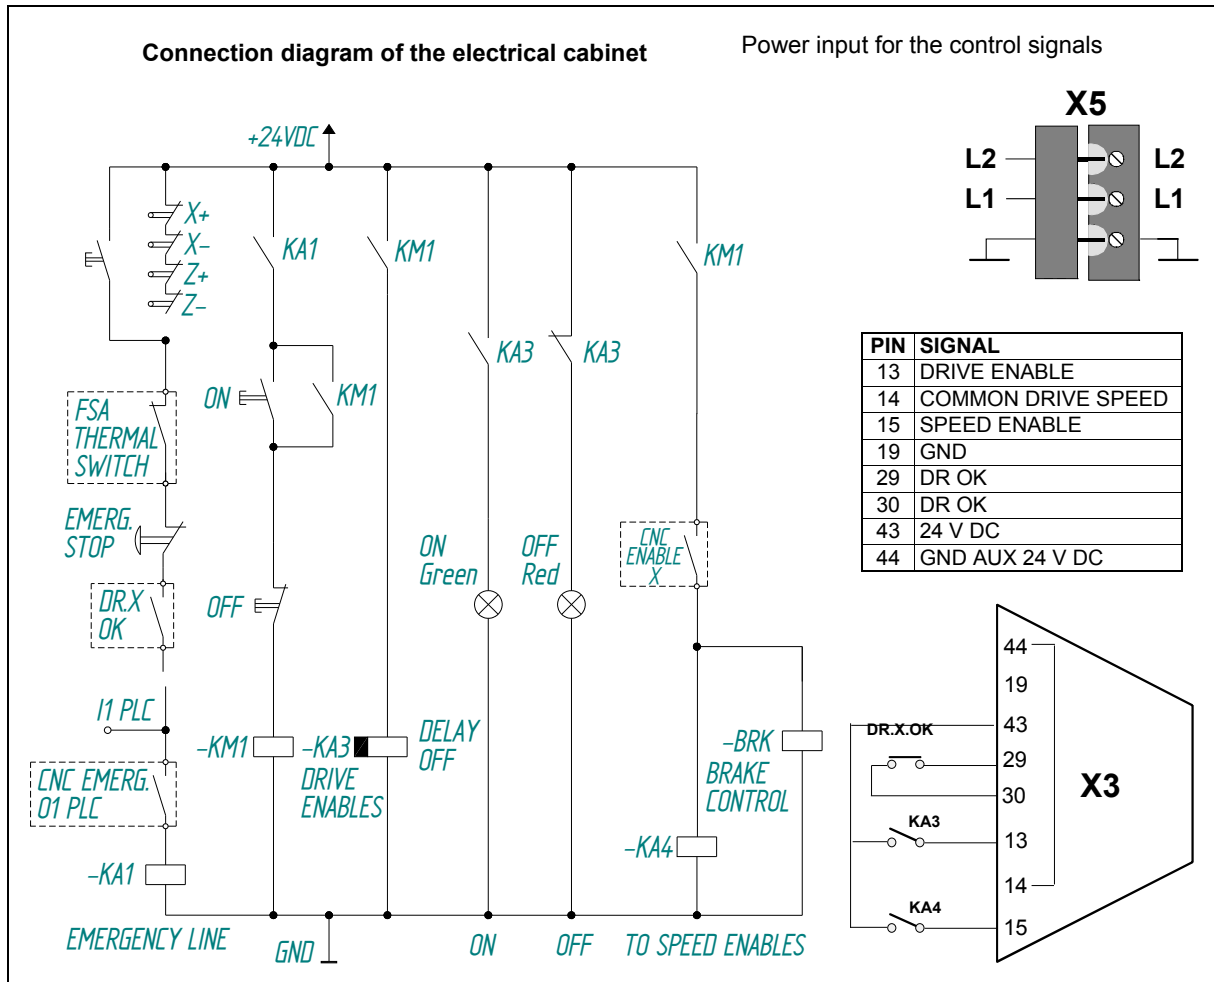 Connection diagram of the electrical cabinet
Power input for the control signals
+24VDC
X+
X-
Z+
Z-
KA1
KM1
KM1
KA3
KA3
ON
KM1
FSA
THERMAL
SWITCH
EMERG.
STOP
DR.X
OK
OFF
ON
Green
OFF
Red
CNC
ENABLE
X
I1 PLC
CNC EMERG.
O1 PLC
-KM1
-KA3
DRIVE
ENABLES
DELAY
OFF
-BRK
BRAKE
CONTROL
-KA1
-KA4
EMERGENCY LINE
GND
ON
OFF
TO SPEED ENABLES
X5
L2
L2
L1
L1
PIN SIGNAL
13 DRIVE ENABLE
14 COMMON DRIVE SPEED
15 SPEED ENABLE
19 GND
29 DR OK
30 DR OK
43 24 V DC
44 GND AUX 24 V DC
44
19
43
DR.X.OK
29
30
X3
KA3
13
14
KA4
15